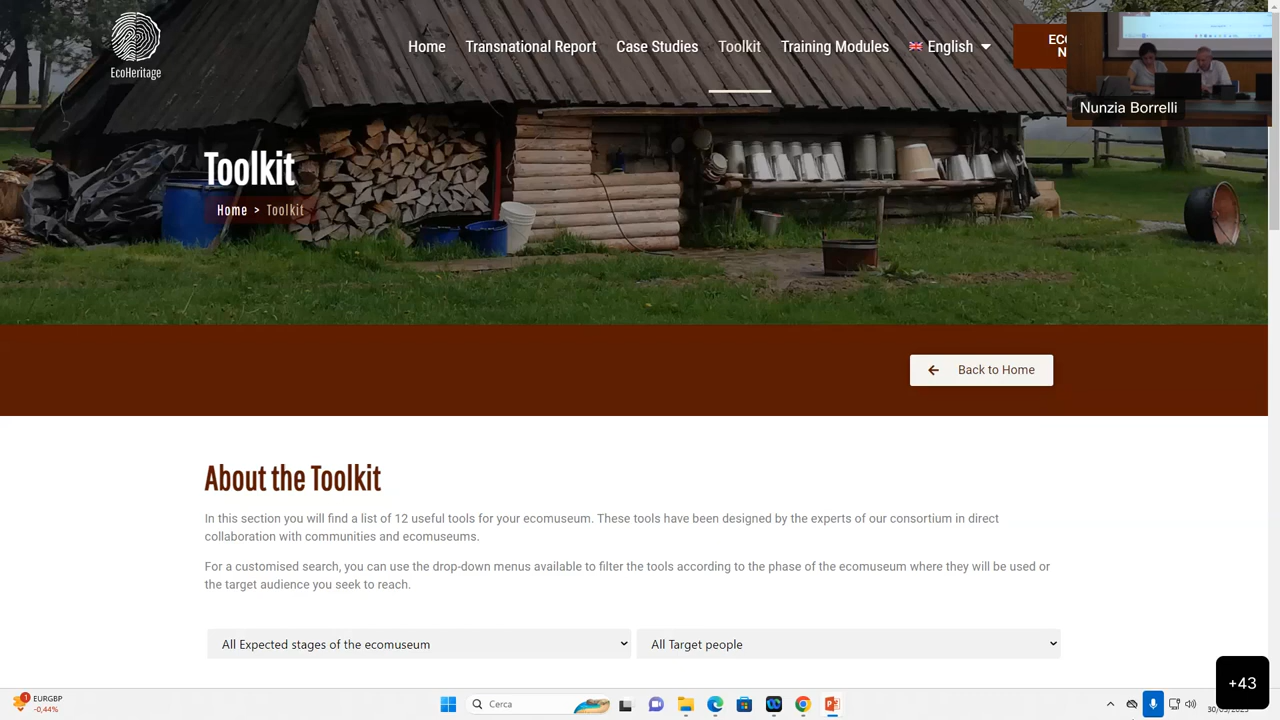 EcoHeritage
Home Transnational Report Case Studies Toolkit Training Modules English
Nunzia Borrelli
Toolkit
Home > Toolkit
Back to Home
About the Toolkit
In this section you will find a list of 12 useful tools for your ecomuseum. These tools have been designed by the experts of our consortium in direct
collaboration with communities and ecomuseums.
For a customised search, you can use the drop-down menus available to filter the tools according to the phase of the ecomuseum where they will be used or
the target audience you seek to reach.
All Expected stages of the ecomuseum All Target people
+43
1
EURGBP
-0,44%
Cerca